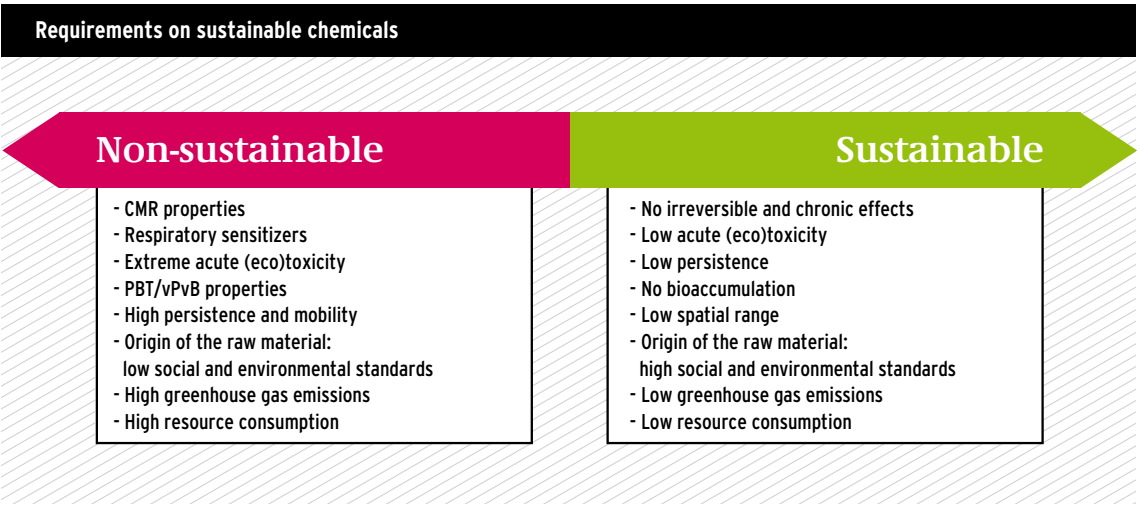 Requirements on sustainable chemicals
Non-sustainable
- CMR properties
- Respiratory sensitizers
- Extreme acute (eco)toxicity
- PBT/vPvB properties
- High persistence and mobility
- Origin of the raw material:
low social and environmental standards
- High greenhouse gas emissions
- High resource consumption
Sustainable
- No irreversible and chronic effects
- Low acute (eco)toxicity
- Low persistence
- No bioaccumulation
- Low spatial range
- Origin of the raw material:
high social and environmental standards
- Low greenhouse gas emissions
- Low resource consumption